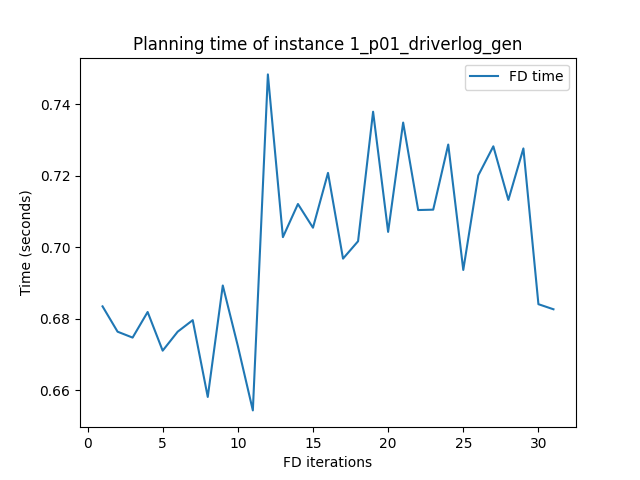 Planning time of instance 1_p01_driverlog_gen
FD time
Time (seconds)
0.74
0.72
0.70
0.68
0.66
0 5 10 15 20 25 30
FD iterations